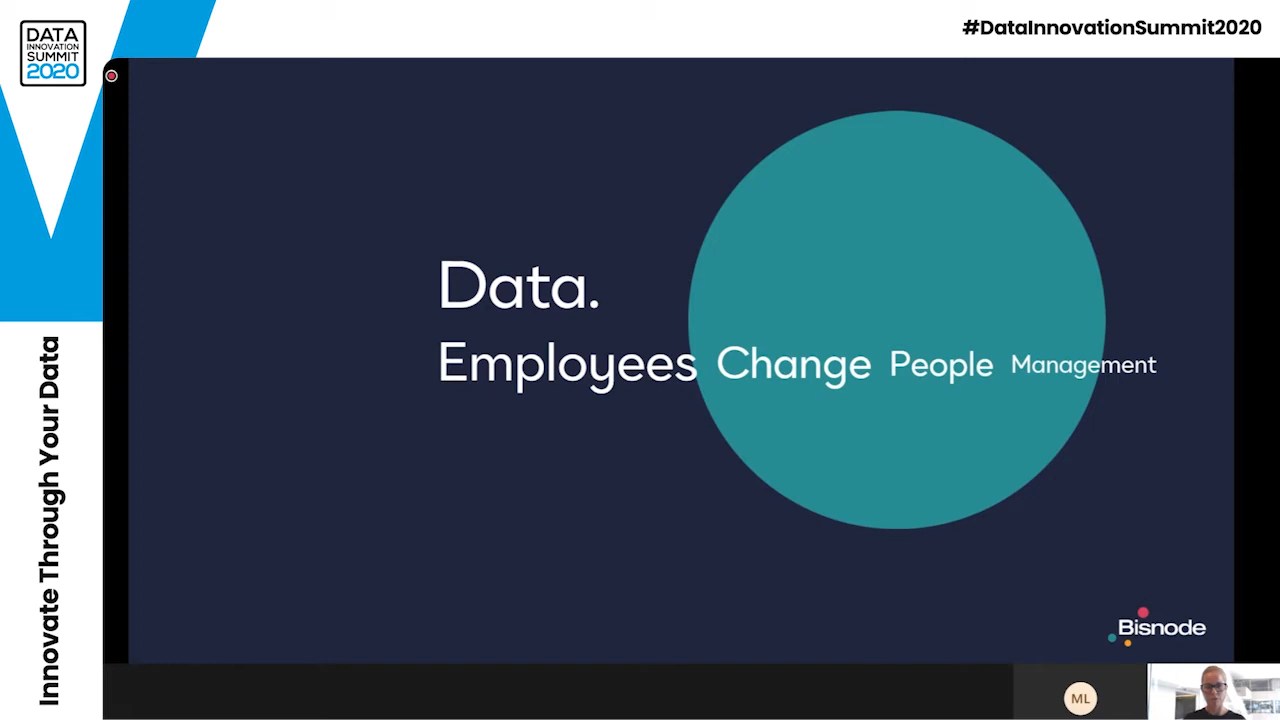 DATA
INNOVATION
SUMMIT
2020
#DataInnovationSummit2020
Data.
Employees Change People Management
Innovate Through Your Data
Bisnode
ML